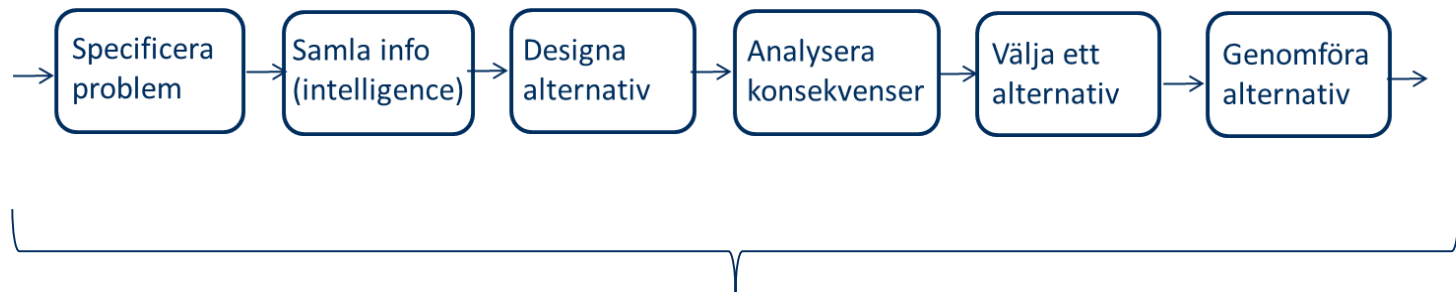 Specificera
problem
Samla info
(intelligence)
Designa
alternativ
Analysera
konsekvenser
Välja ett
alternativ
Genomföra
alternativ